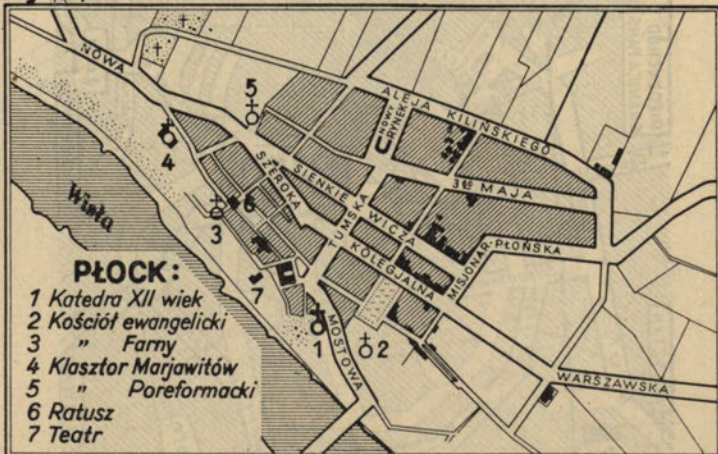 NOWA
5
ALEJA KILIŃSKIEGO
NOWY
RYNEK
4
SZEROKA
SIENKIEWICZA
3go MAJA
Wisła
6
3
TUMSKA
KOLEGJALNA
MISJONAR.
PŁOŃSKA
7
1
MOSTOWA
2
WARSZAWSKA
PŁOCK:
1 Katedra XII wiek
2 Kościół ewangelicki
3 " Farny
4 Klasztor Marjawitów
5 " Poreformacki
6 Ratusz
7 Teatr